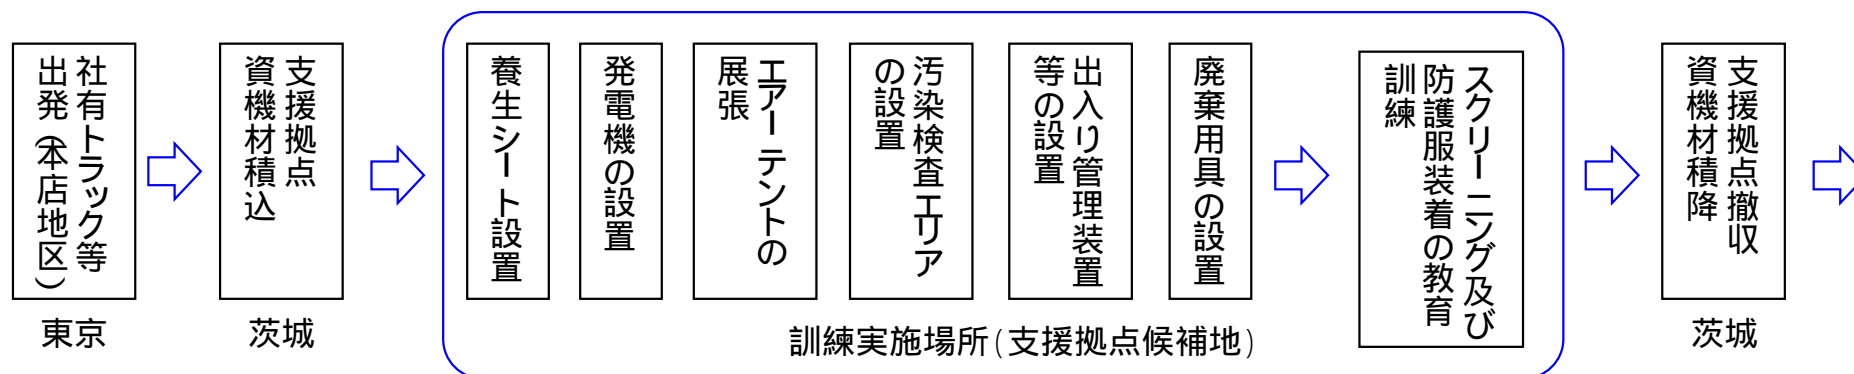 社有トラック等
出発(本店地区)
東京
支援拠点
資機材積込
茨城
養生シート設置
発電機の設置
エアーテントの
展張
汚染検査エリア
の設置
出入り管理装置
等の設置
廃棄用具の設置
スクリーニング及び
防護服装着の教育
訓練
訓練実施場所(支援拠点候補地)
支援拠点撤収
資機材積降
茨城